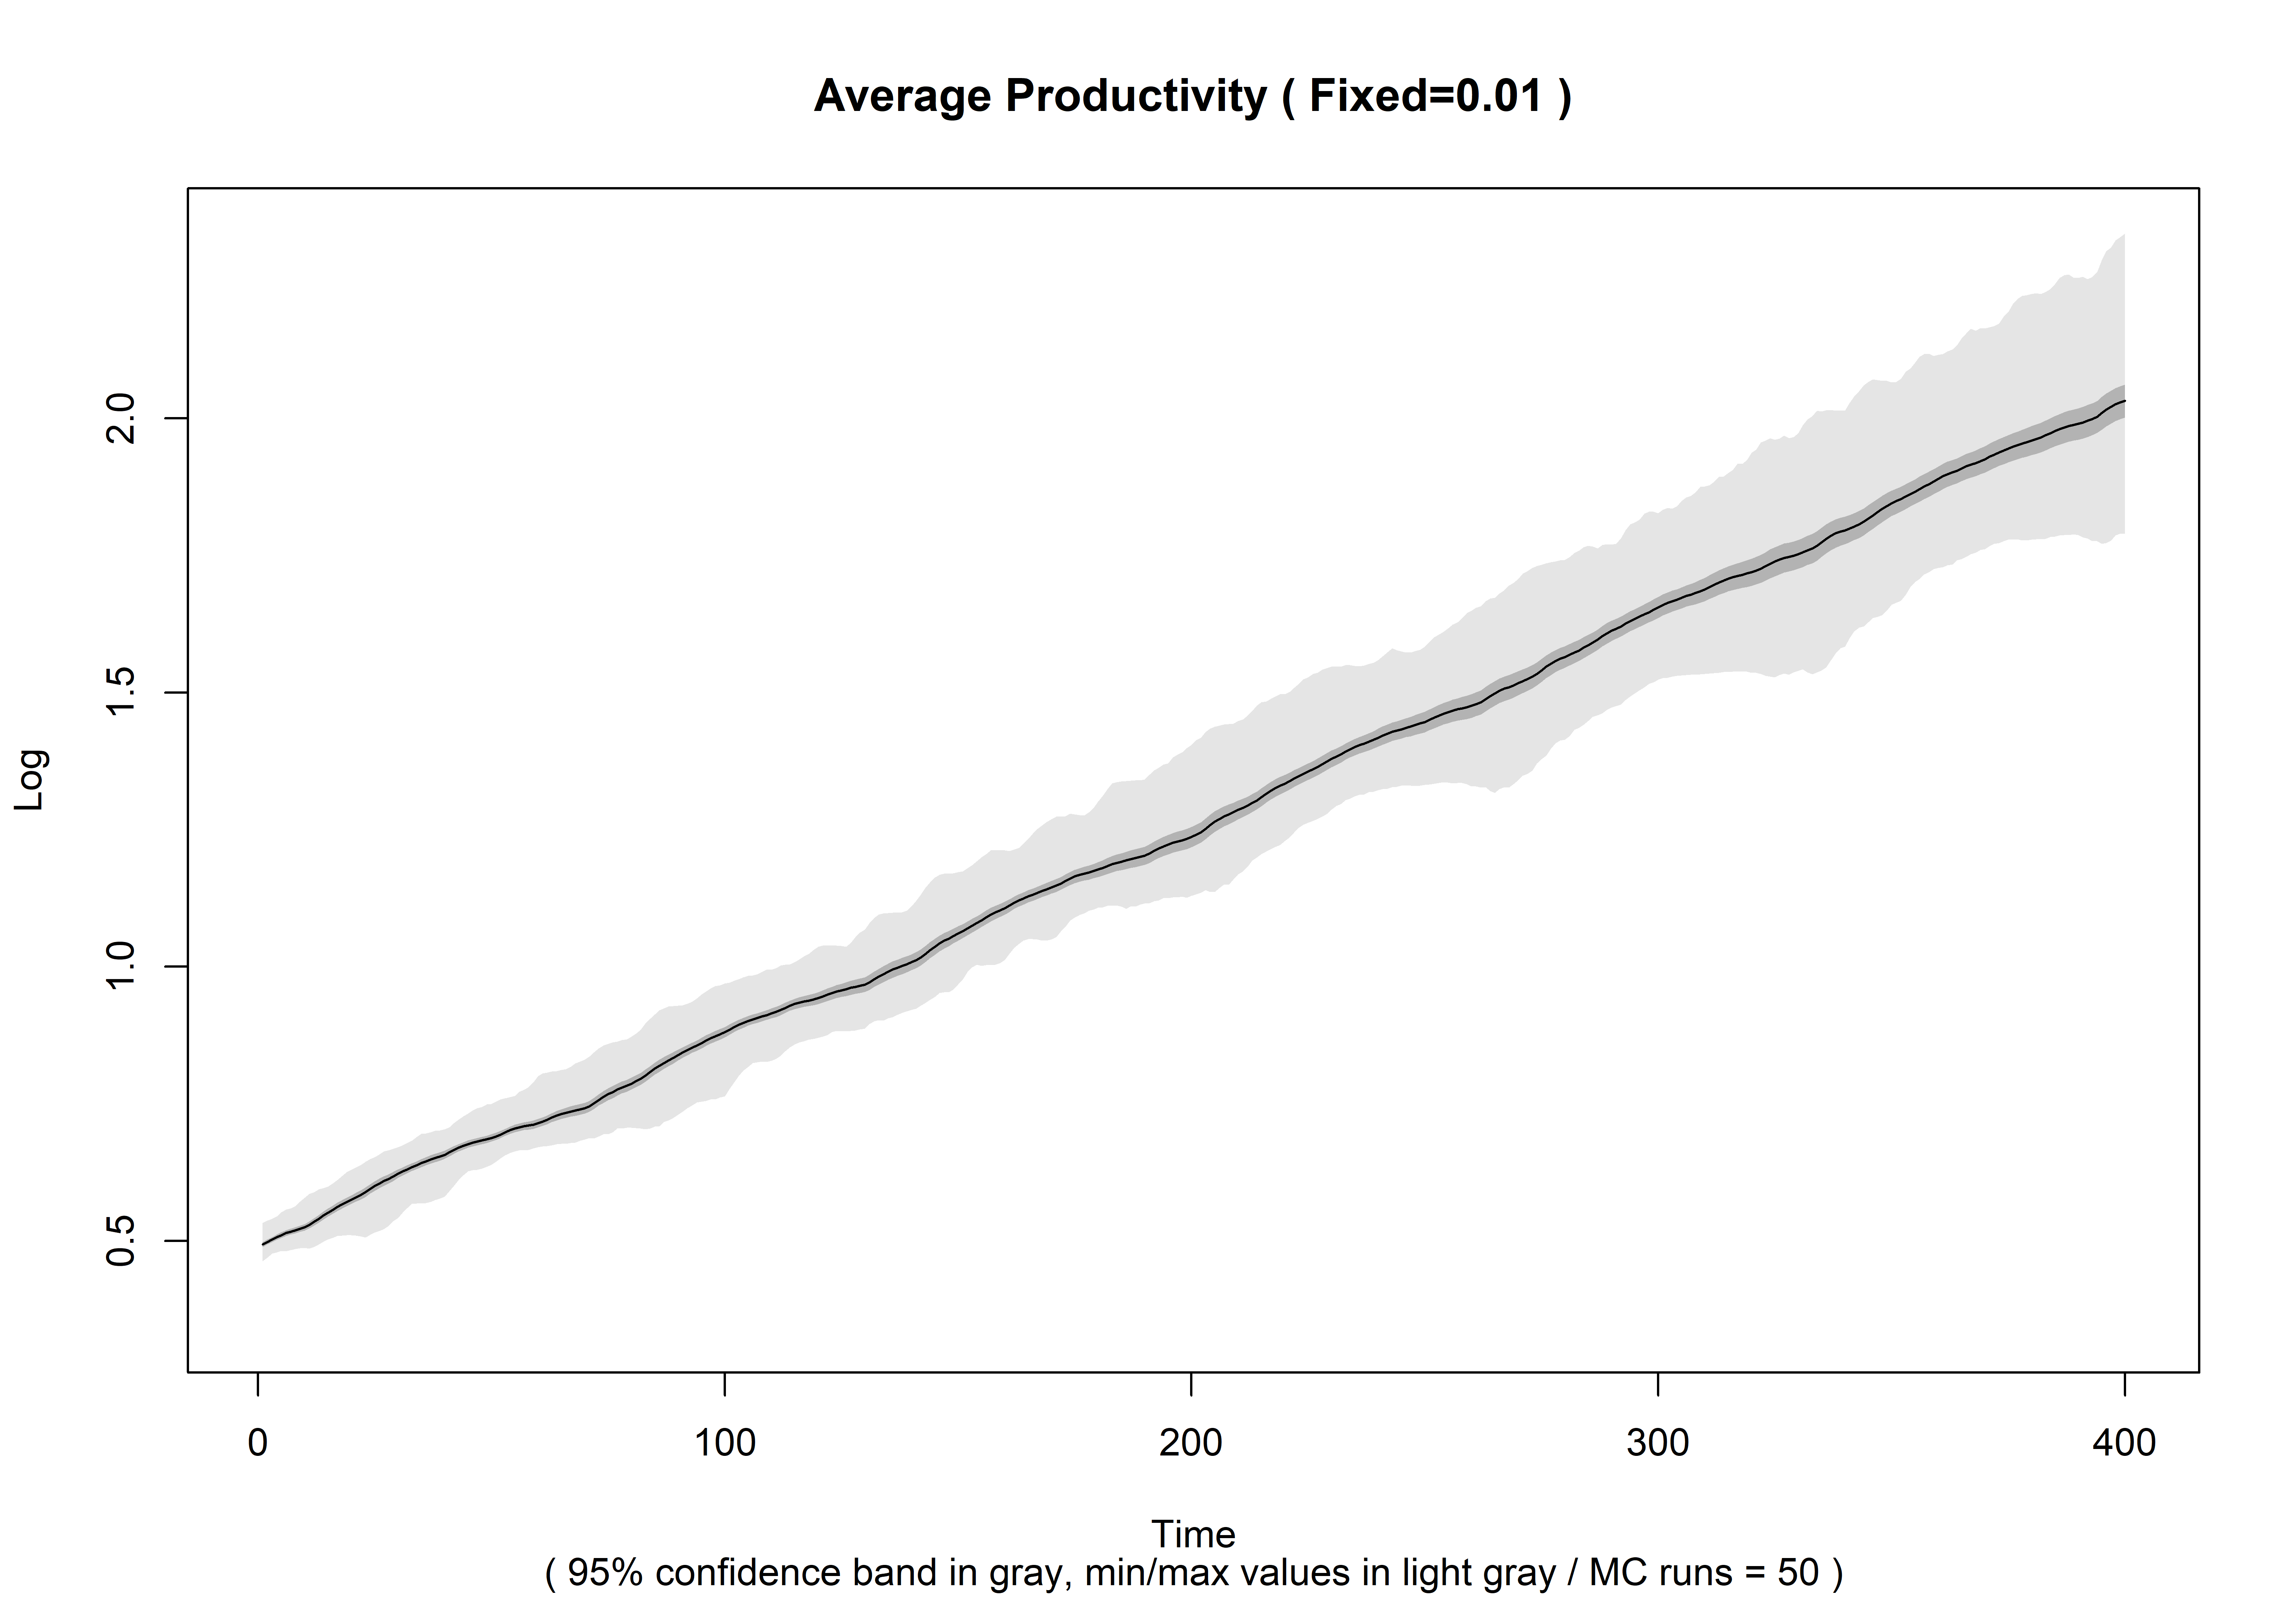 Average Productivity ( Fixed=0.01 )
Log
2.0
1.5
1.0
0.5
0 100 200 300 400
Time
( 95% confidence band in gray, min/max values in light gray / MC runs = 50 )